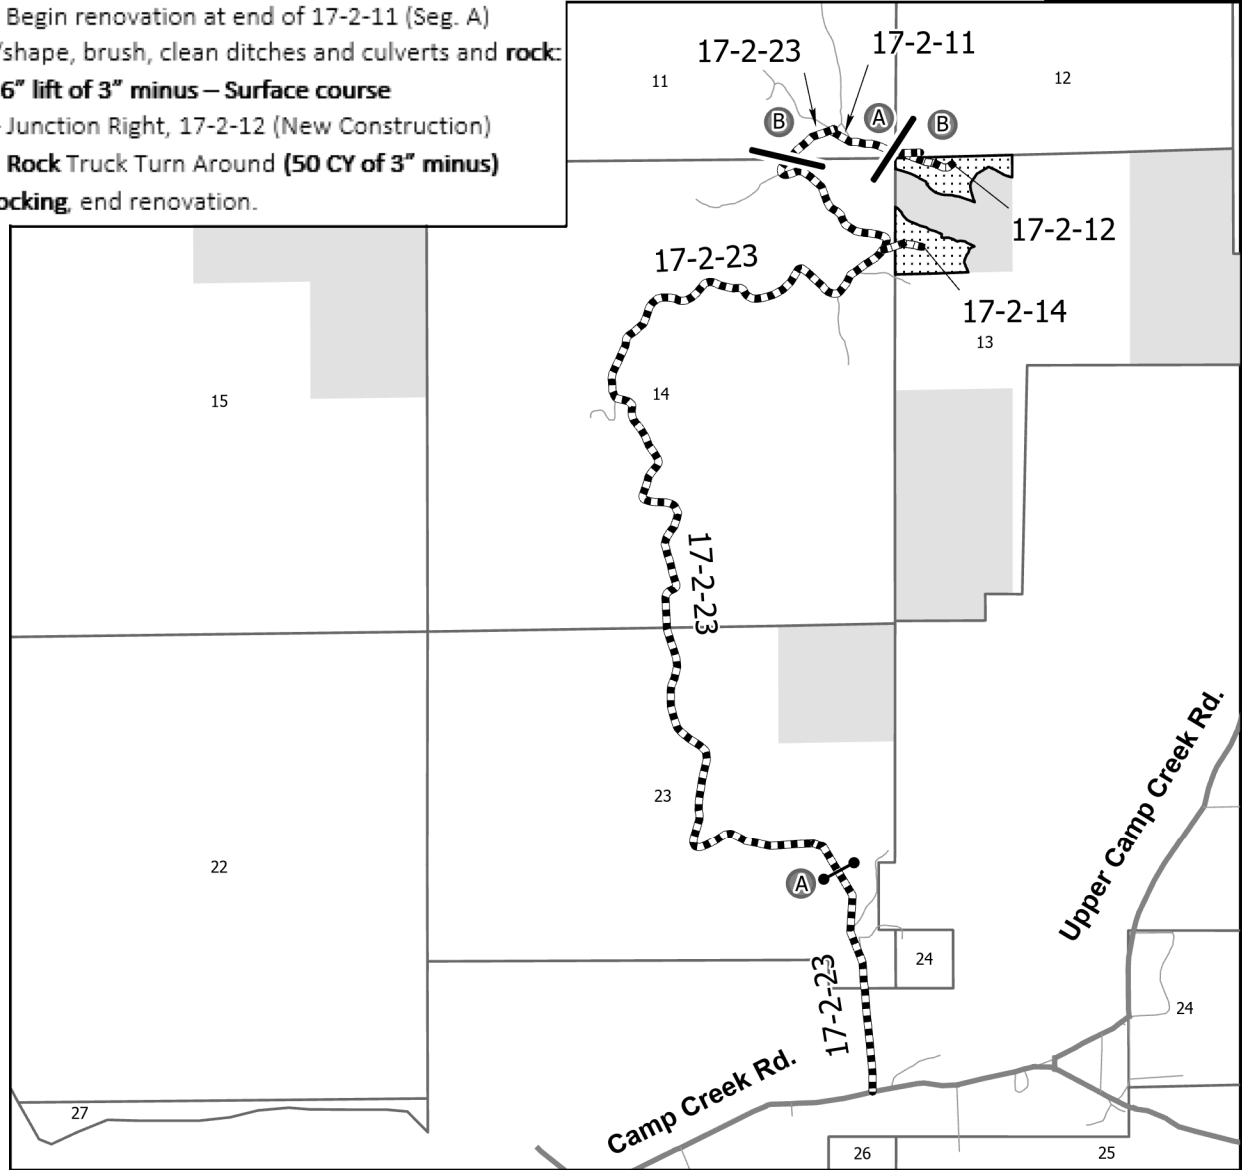 Begin renovation at end of 17-2-11 (Seg. A)
/shape, brush, clean ditches and culverts and rock:
6” lift of 3” minus – Surface course
Junction Right, 17-2-12 (New Construction)
Rock Truck Turn Around (50 CY of 3” minus)
ocking, end renovation.
17-2-23
17-2-11
11
12
B
A
B
17-2-12
17-2-23
17-2-14
13
15
14
17-2-23
23
22
A
Upper Camp Creek Rd.
24
17-2-23
24
Camp Creek Rd.
27
26
25